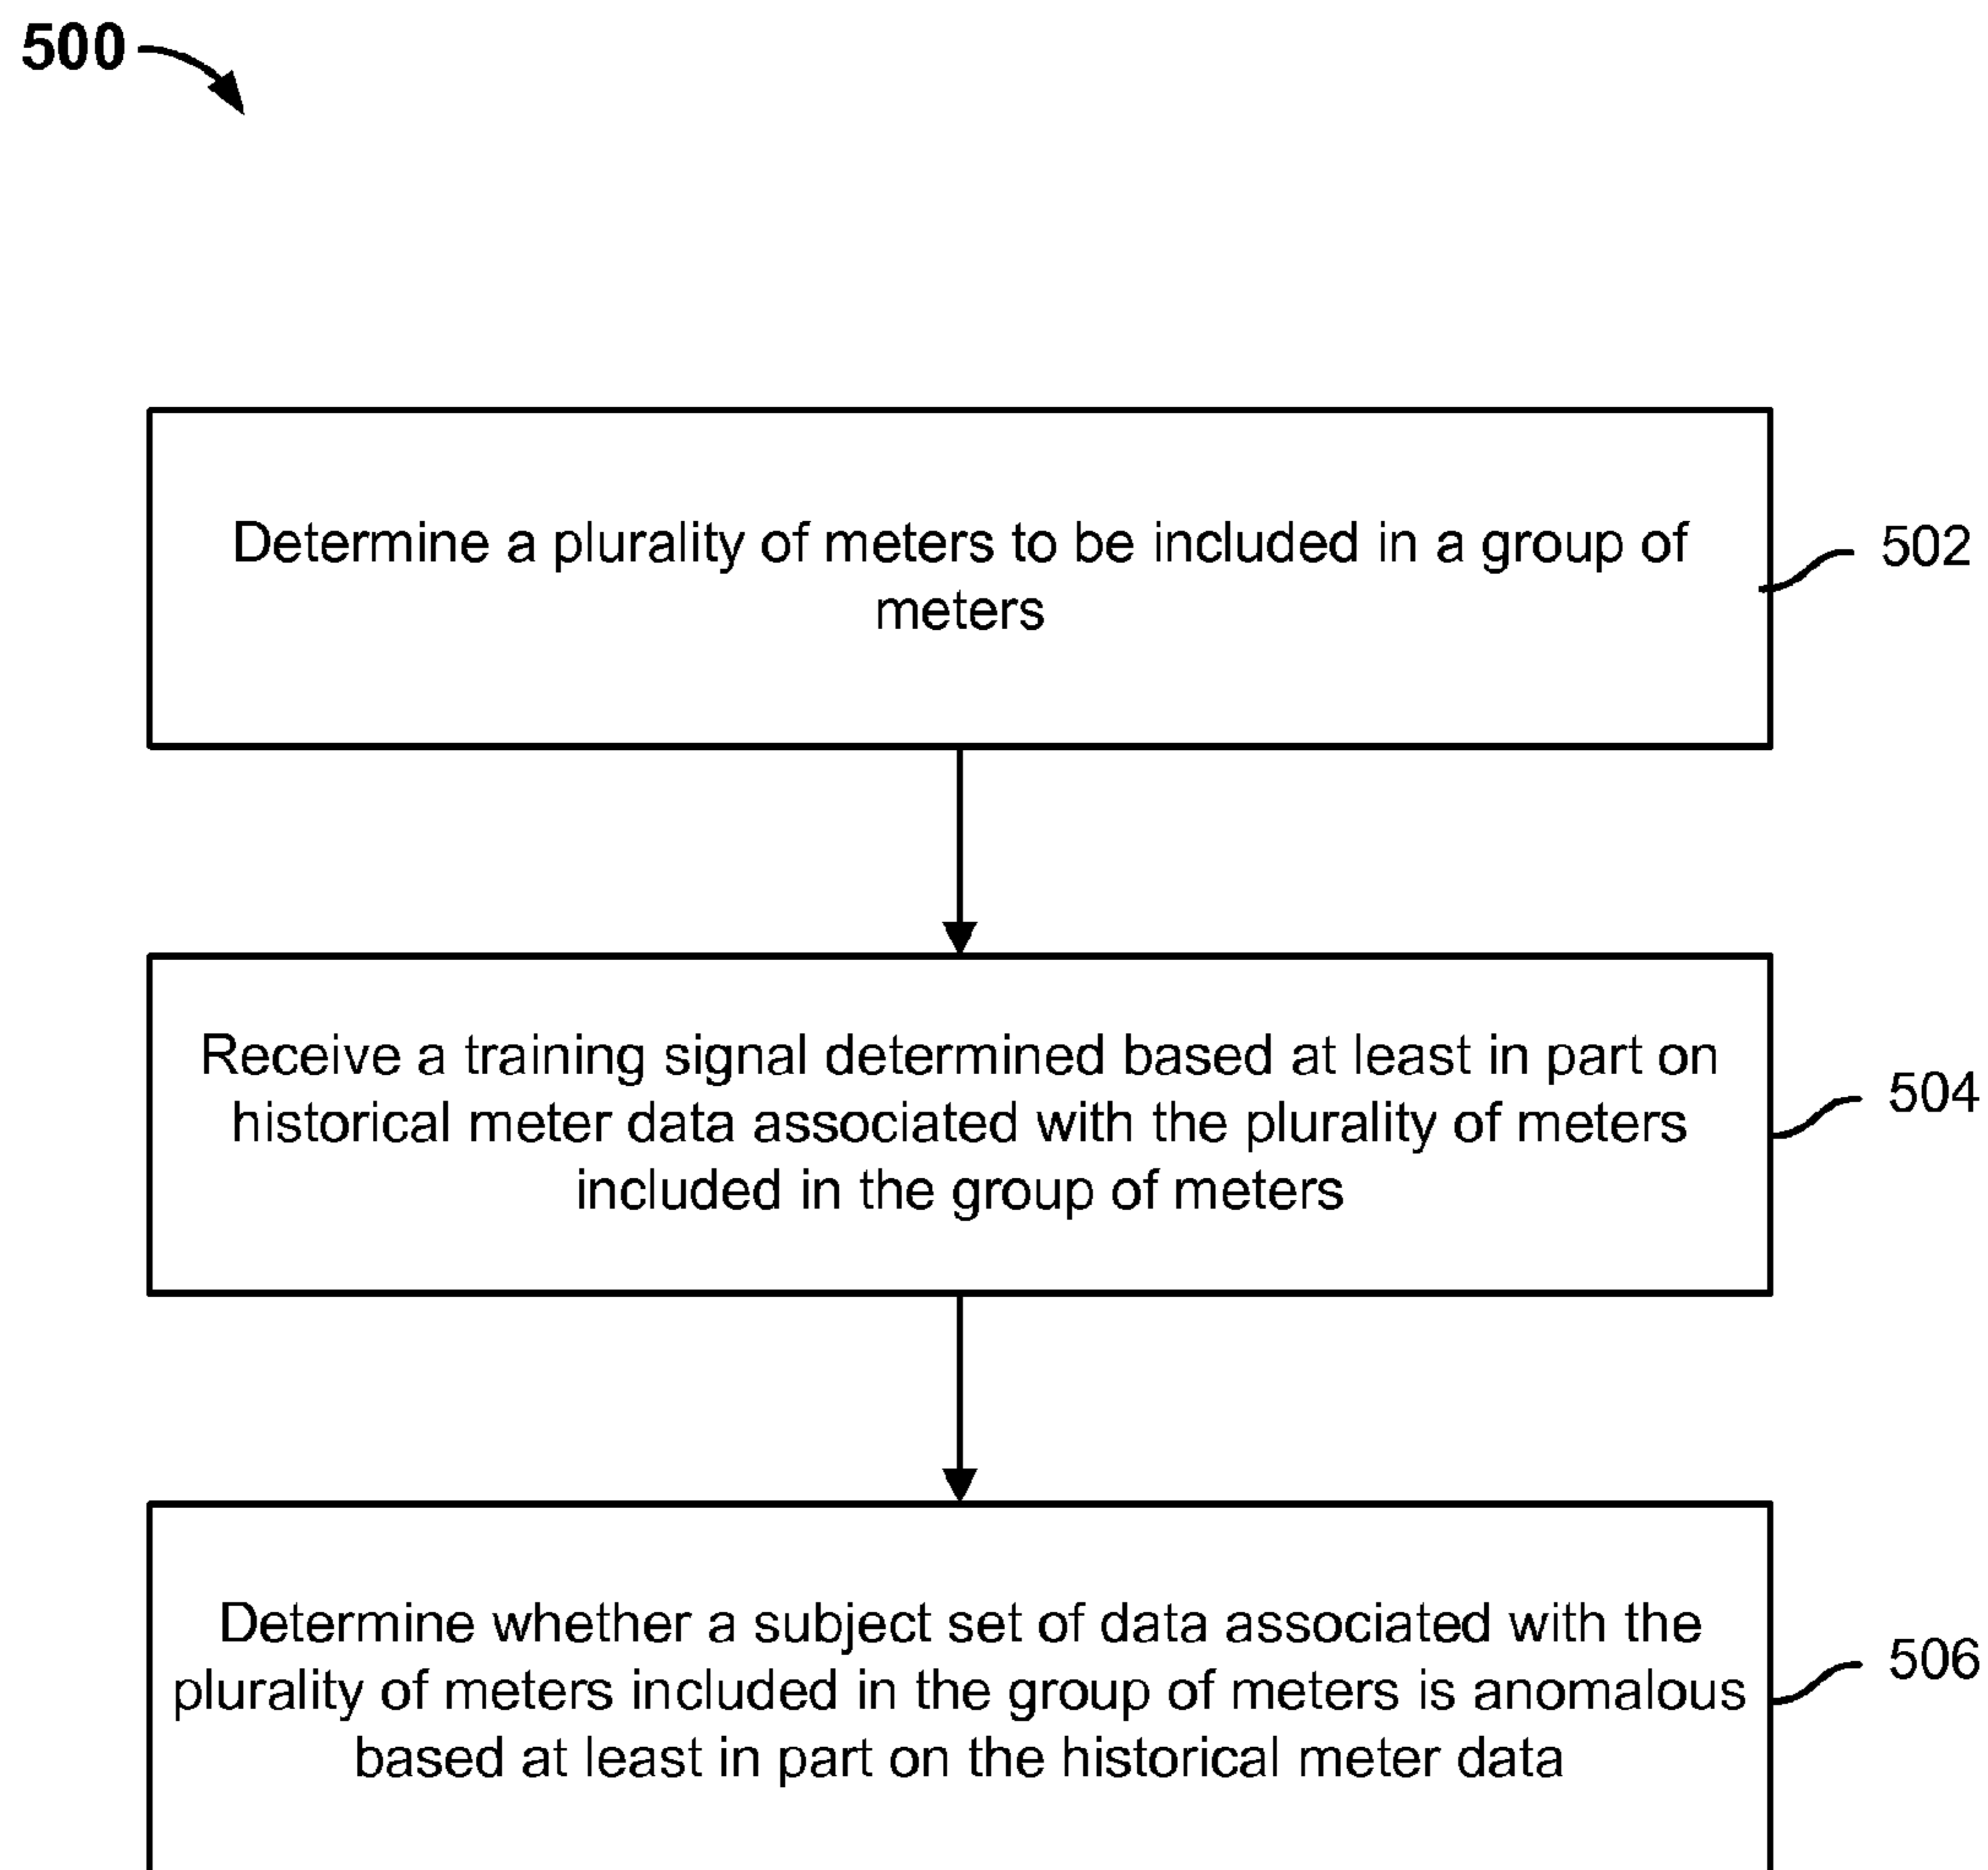 500
Determine a plurality of meters to be included in a group of
meters
502
Receive a training signal determined based at least in part on
historical meter data associated with the plurality of meters
included in the group of meters
504
Determine whether a subject set of data associated with the
plurality of meters included in the group of meters is anomalous
based at least in part on the historical meter data
506